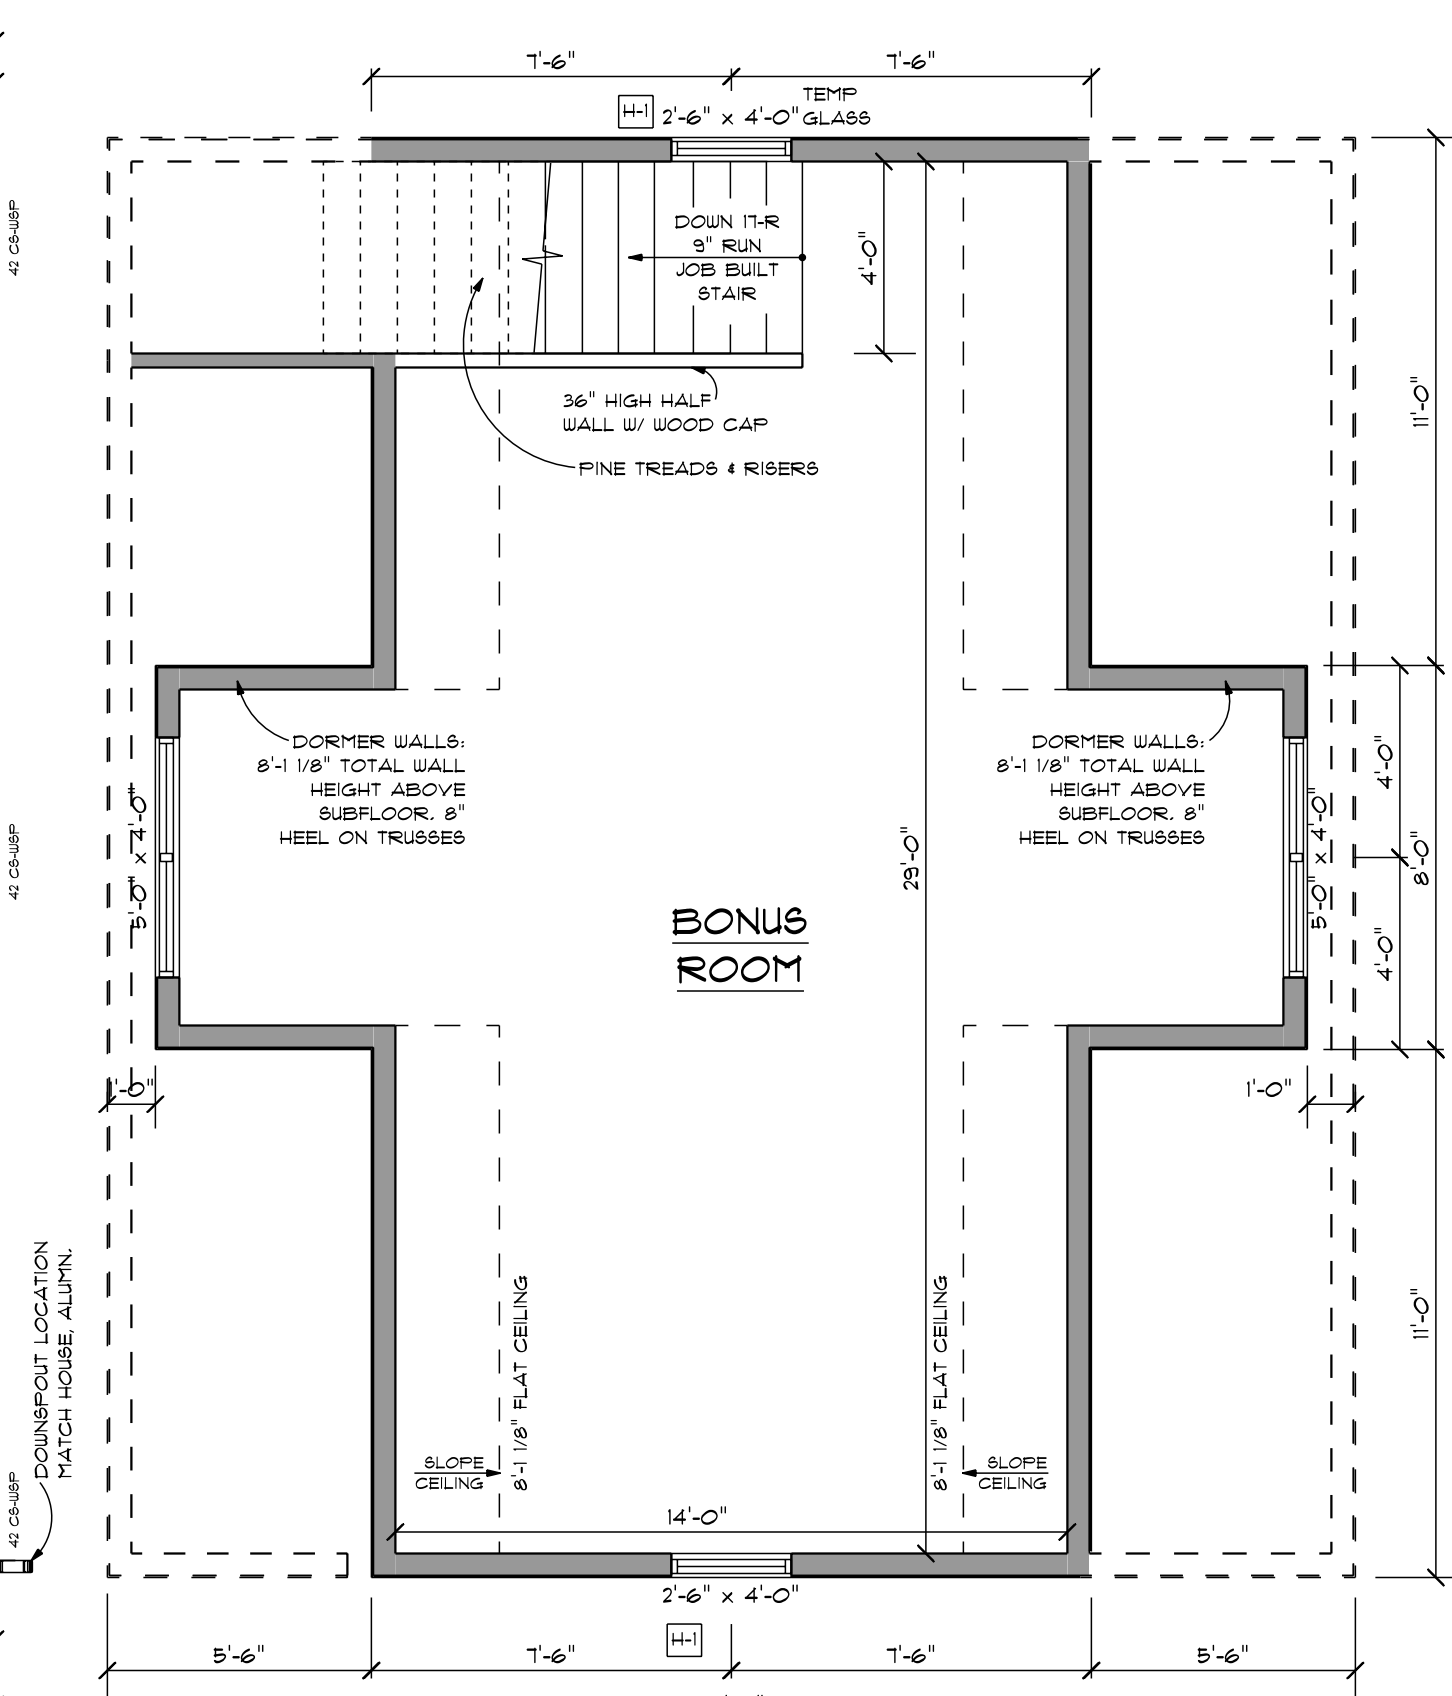 7'-6"
7'-6"
TEMP
H-1
2'-6" x 4'-0" GLASS
42 CS-WSP
DOWN 17-R
9" RUN
JOB BUILT
STAIR
4'-0"
11'-0"
36" HIGH HALF
WALL W/ WOOD CAP
PINE TREADS & RISERS
DORMER WALLS:
8'-1 1/8" TOTAL WALL
HEIGHT ABOVE
SUBFLOOR. 8"
HEEL ON TRUSSES
DORMER WALLS:
8'-1 1/8" TOTAL WALL
HEIGHT ABOVE
SUBFLOOR. 8"
HEEL ON TRUSSES
4'-0"
42 CS-WSP
5'-0" x 4'-0"
29'-0"
5'-0" x 4'-0"
8'-0"
4'-0"
BONUS
ROOM
1'-0"
1'-0"
DOWNSPOUT LOCATION
MATCH HOUSE, ALUMN.
8'-1 1/8" FLAT CEILING
8'-1 1/8" FLAT CEILING
11'-0"
SLOPE
CEILING
SLOPE
CEILING
42 CS-WSP
14'-0"
2'-6" x 4'-0"
H-1
5'-6"
7'-6"
7'-6"
5'-6"